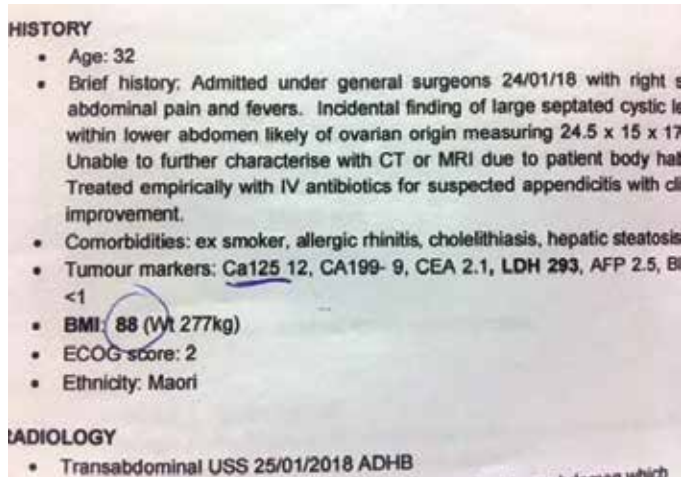 HISTORY
• Age: 32
• Brief history: Admitted under general surgeons 24/01/18 with right
abdominal pain and fevers. Incidental finding of large septated cystic
within lower abdomen likely of ovarian origin measuring 24.5 x 15 x 17
Unable to further characterise with CT or MRI due to patient body
Treated empirically with IV antibiotics for suspected appendicitis with
improvement.
• Comorbidities: ex smoker, allergic rhinitis, cholelithiasis, hepatic steatosis
• Tumour markers: Ca125 12, CA199- 9, CEA 2.1, LDH 293, AFP 2.5,
<1
• BMI: 88 (Wt 277kg)
• ECOG score: 2
• Ethnicity: Maori
RADIOLOGY
• Transabdominal USS 25/01/2018 ADHB
which